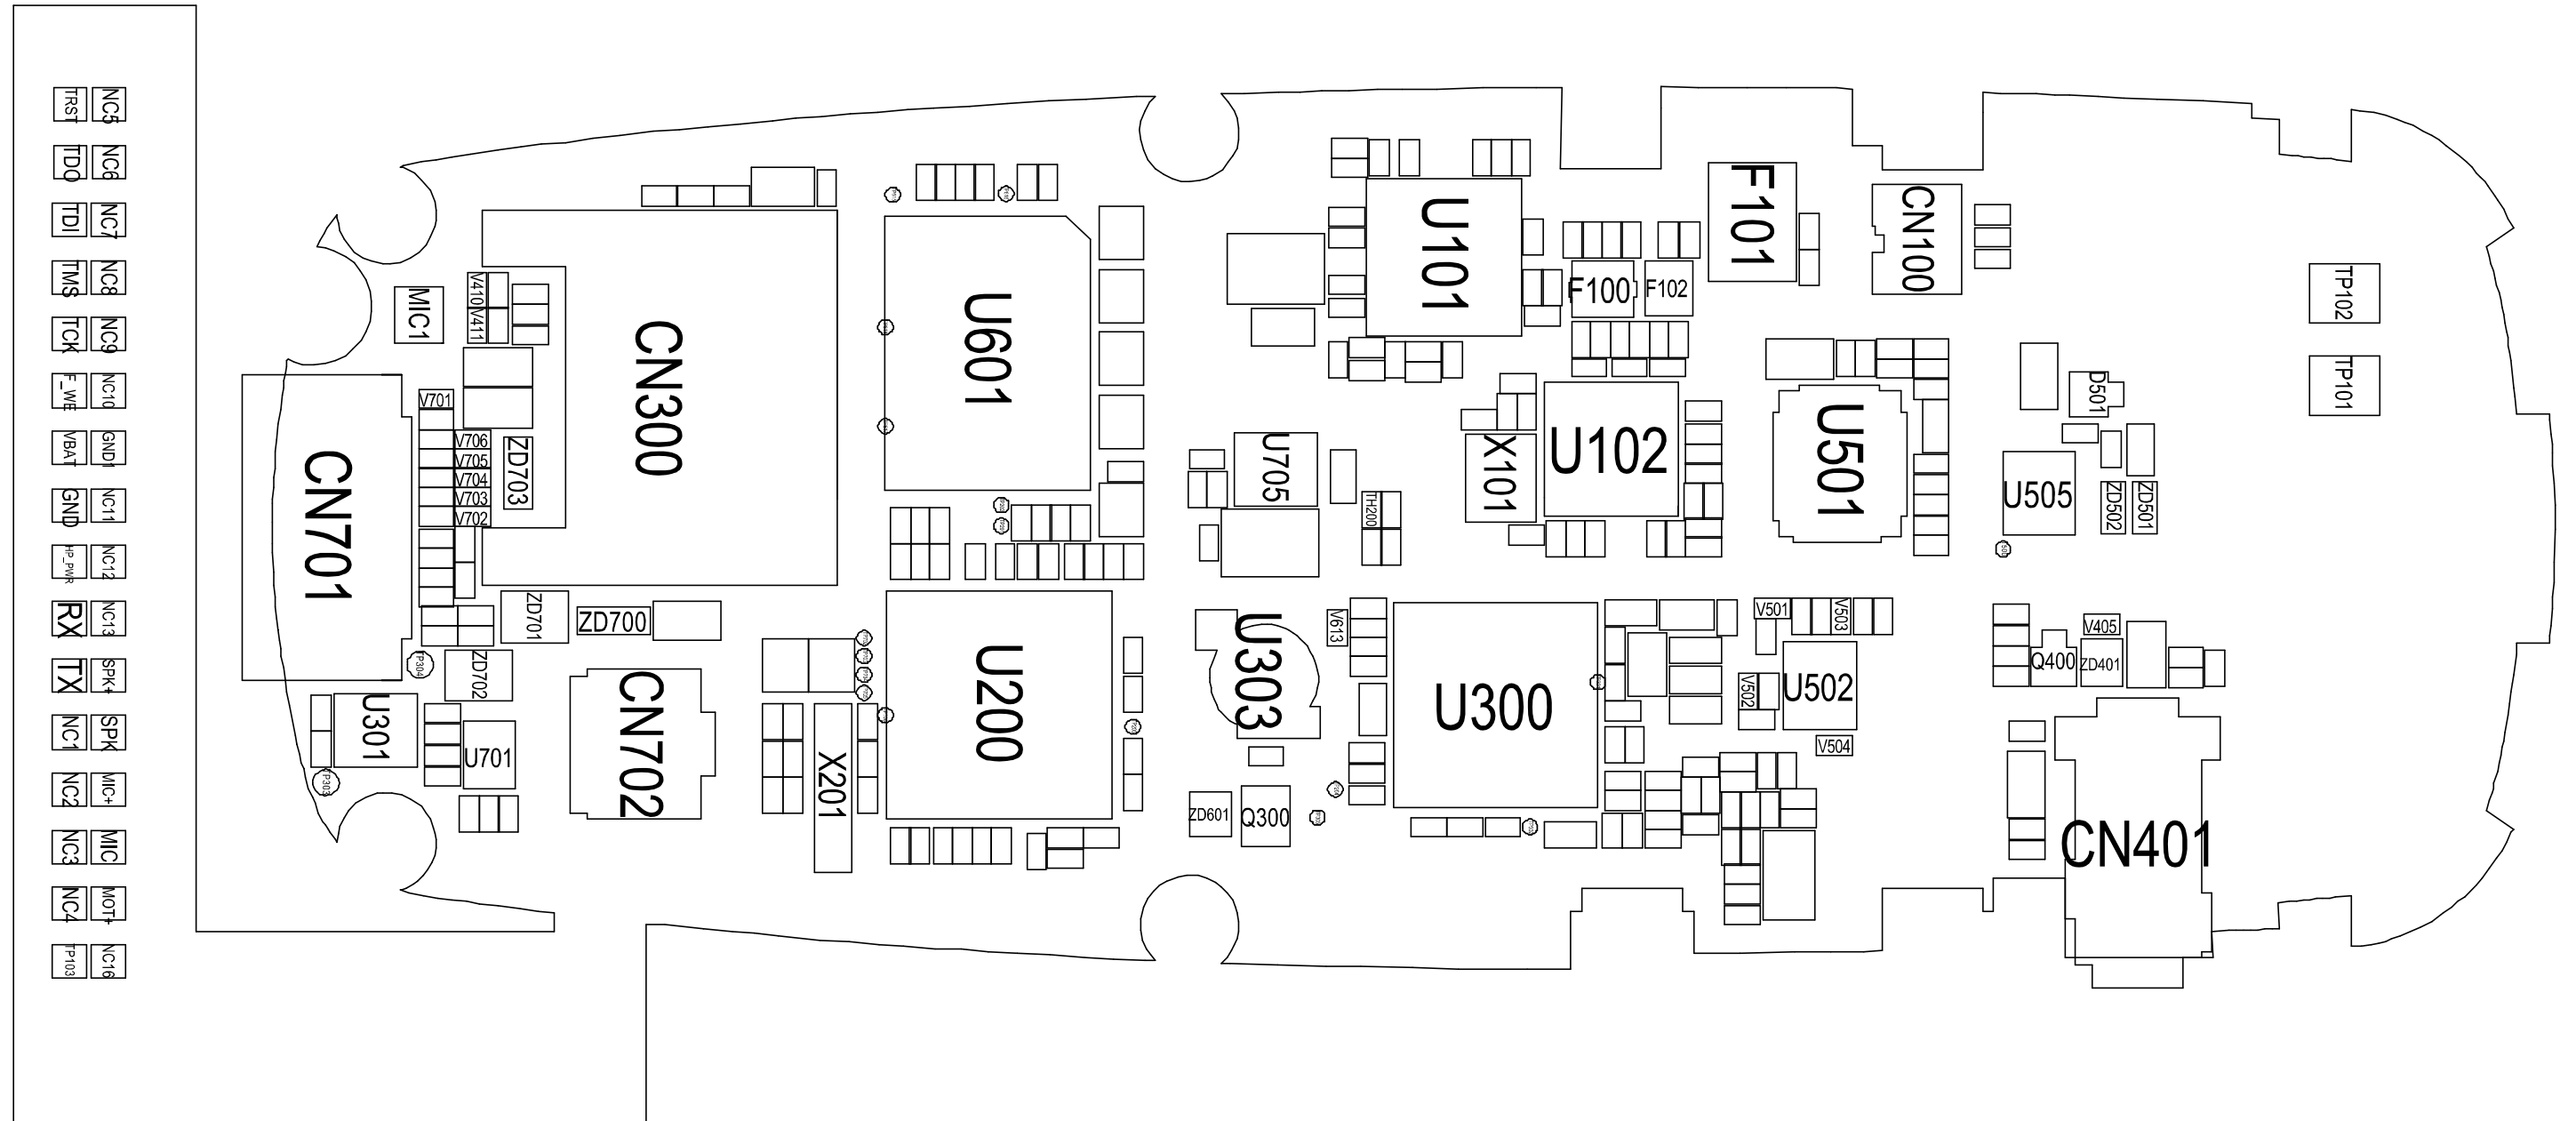 TRST NC5
TDO NC6
TDI NC7
TMS NC8
TCK NC9
F_WE NC10
VBAT GND1
GND NC11
HP_PWR NC12
RX NC13
TX SPK+
NC1 SPK
NC2 MIC+
NC3 MIC
NC4 MOT+
TP103 NC16
MIC1
V410
V411
CN300
CN701
V701
V706
V705
V704
V703
V702
ZD703
ZD701
ZD700
ZD702
TP304
U301
U701
TP303
CN702
X201
U601
U200
U705
TH200
U303
V613
ZD601
Q300
U101
F100
F102
F101
CN100
X101
U102
U501
U300
V501
V503
V502
U502
V504
D501
U505
ZD502
ZD501
V405
Q400
ZD401
CN401
TP102
TP101